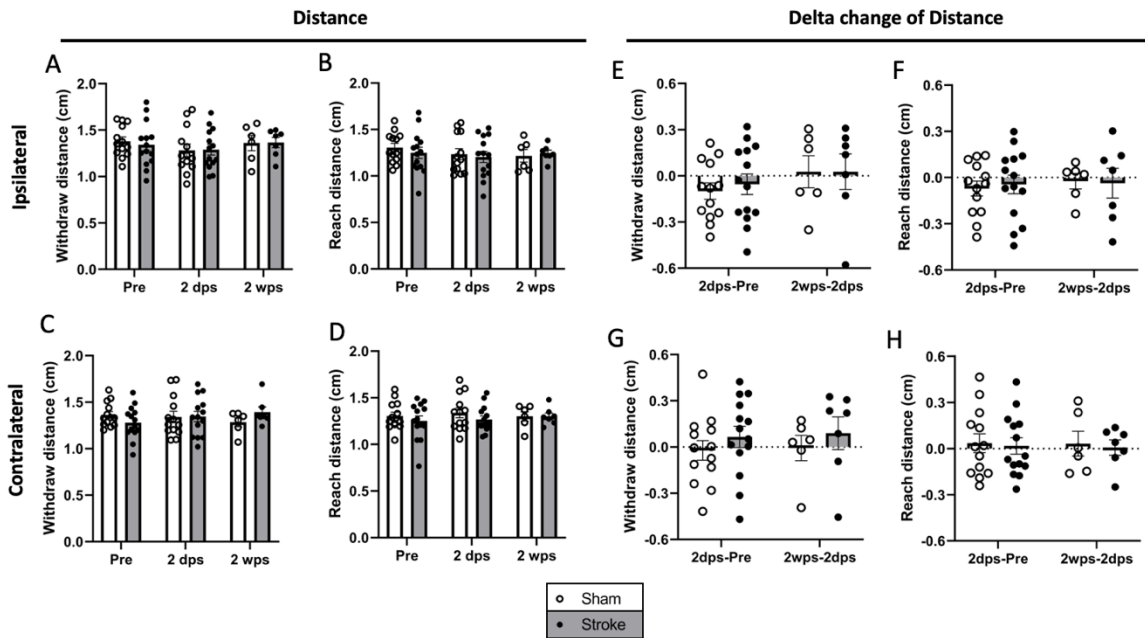 Distance
Delta change of Distance
Ipsilateral
A
Withdraw distance (cm)
2.0
1.5
1.0
0.5
0.0
Pre
2 dps
2 wps
B
Reach distance (cm)
2.0
1.5
1.0
0.5
0.0
Pre
2 dps
2 wps
E
Withdraw distance (cm)
0.6
0.3
0.0
-0.3
-0.6
2dps-Pre
2wps-2dps
F
Reach distance (cm)
0.6
0.3
0.0
-0.3
-0.6
2dps-Pre
2wps-2dps
Contralateral
C
Withdraw distance (cm)
2.0
1.5
1.0
0.5
0.0
Pre
2 dps
2 wps
D
Reach distance (cm)
2.0
1.5
1.0
0.5
0.0
Pre
2 dps
2 wps
G
Withdraw distance (cm)
0.6
0.3
0.0
-0.3
-0.6
2dps-Pre
2wps-2dps
H
Reach distance (cm)
0.6
0.3
0.0
-0.3
-0.6
2dps-Pre
2wps-2dps
Sham
Stroke